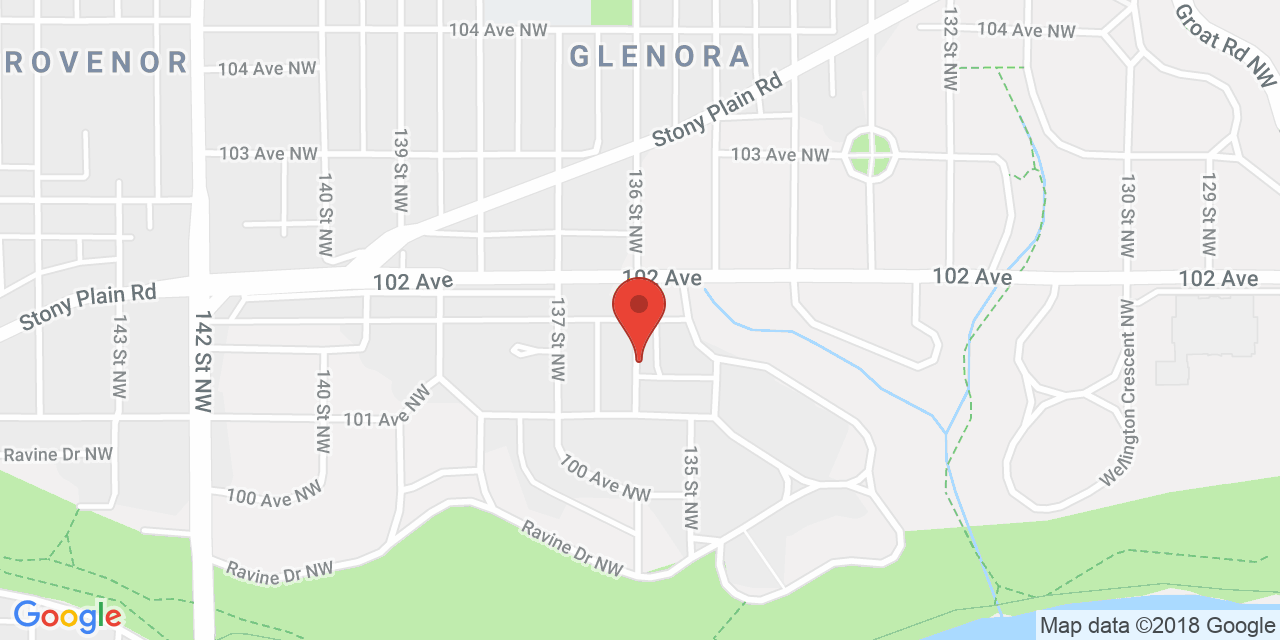 104 Ave NW
132 St NW
104 Ave NW
Groat Rd NW
ROVENOR
GLENORA
104 Ave NW
Stony Plain Rd
139 St NW
103 Ave NW
103 Ave NW
140 St NW
136 St NW
130 St NW
129 St NW
102 Ave
102 Ave
102 Ave
102 Ave
Stony Plain Rd
143 St NW
142 St NW
137 St NW
Wellington Crescent NW
140 St NW
101 Ave NW
Ravine Dr NW
100 Ave NW
100 Ave NW
135 St NW
Ravine Dr NW
Ravine Dr NW
Google
Map data ©2018 Google